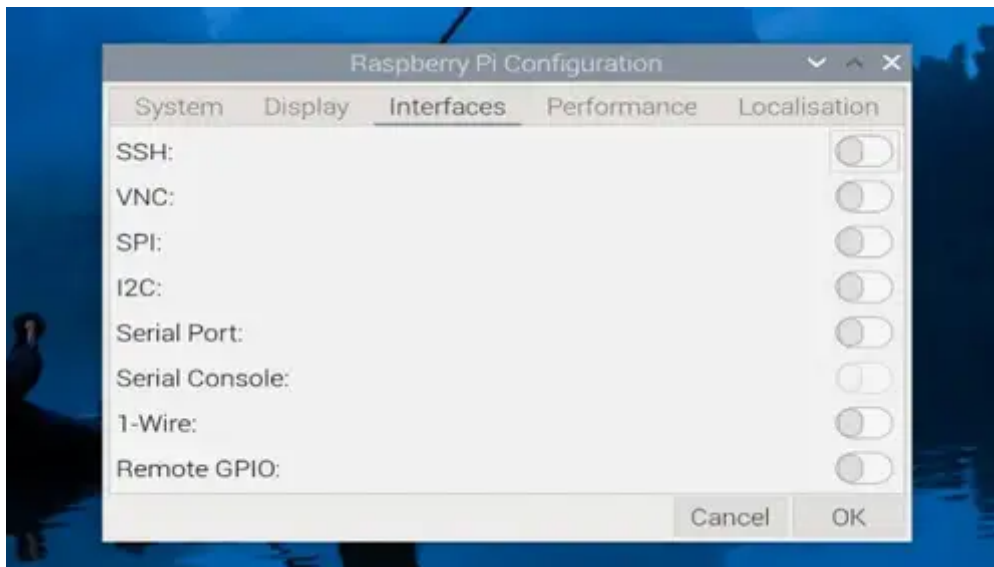 Raspberry Pi Configuration
System Display Interfaces Performance Localisation
SSH:
VNC:
SPI:
I2C:
Serial Port:
Serial Console:
1-Wire:
Remote GPIO:
Cancel OK